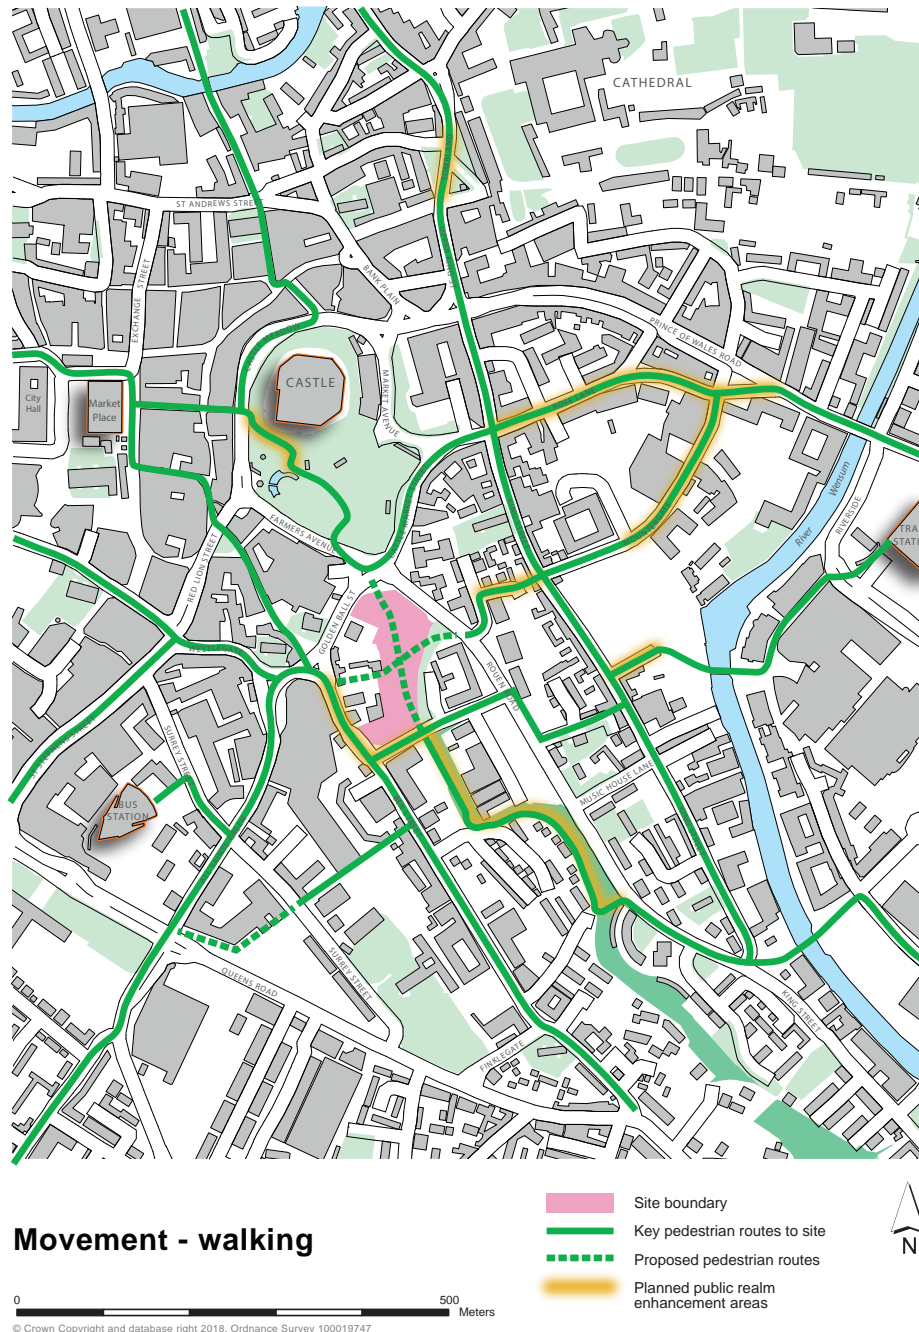 CATHEDRAL
ST ANDREWS STREET
EXCHANGE STREET
BANK PLAIN
PRINCE OF WALES ROAD
CASTLE
MARKET AVENUE
City
Hall
Market
Place
River Wensum
RIVERSIDE
FARMERS AVENUE
RED LION STREET
GOLDEN BALL ST
ROUEN ROAD
SURREY STREET
MUSIC HOUSE LANE
BUS
STATION
QUEENS ROAD
SURREY STREET
FINKLEGATE
KING STREET
TRA
STATI
Movement - walking
Site boundary
Key pedestrian routes to site
Proposed pedestrian routes
Planned public realm
enhancement areas
N
0
500
Meters
© Crown Copyright and database right 2018. Ordnance Survey 100019747